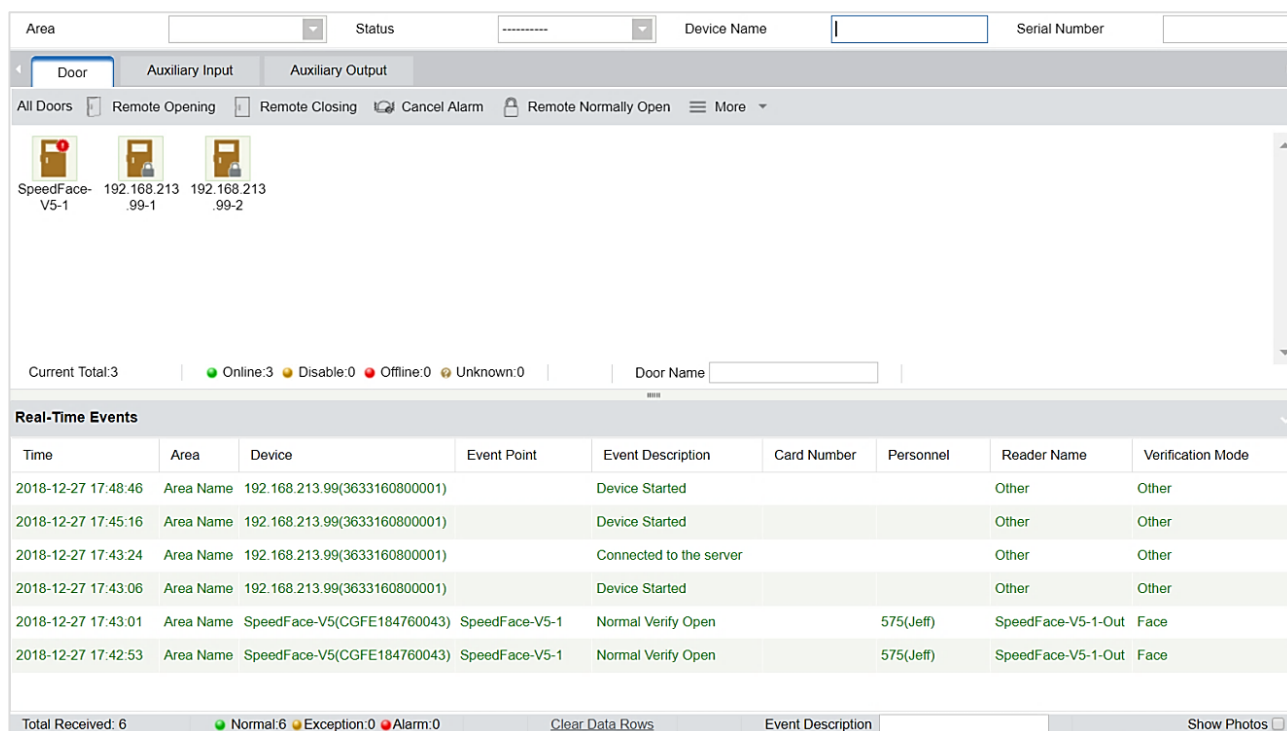 Area Status ---------- Device Name Serial Number
Door Auxiliary Input Auxiliary Output
All Doors Remote Opening Remote Closing Cancel Alarm Remote Normally Open More
SpeedFace-V5-1
192.168.213.99-1
192.168.213.99-2
Current Total:3 Online:3 Disable:0 Offline:0 Unknown:0 Door Name
Real-Time Events
Time Area Device Event Point Event Description Card Number Personnel Reader Name Verification Mode
2018-12-27 17:48:46 Area Name 192.168.213.99(3633160800001) Device Started Other Other
2018-12-27 17:45:16 Area Name 192.168.213.99(3633160800001) Device Started Other Other
2018-12-27 17:43:24 Area Name 192.168.213.99(3633160800001) Connected to the server Other Other
2018-12-27 17:43:06 Area Name 192.168.213.99(3633160800001) Device Started Other Other
2018-12-27 17:43:01 Area Name SpeedFace-V5(CGFE184760043) SpeedFace-V5-1 Normal Verify Open 575(Jeff) SpeedFace-V5-1-Out Face
2018-12-27 17:42:53 Area Name SpeedFace-V5(CGFE184760043) SpeedFace-V5-1 Normal Verify Open 575(Jeff) SpeedFace-V5-1-Out Face
Total Received: 6 Normal:6 Exception:0 Alarm:0 Clear Data Rows Event Description Show Photos